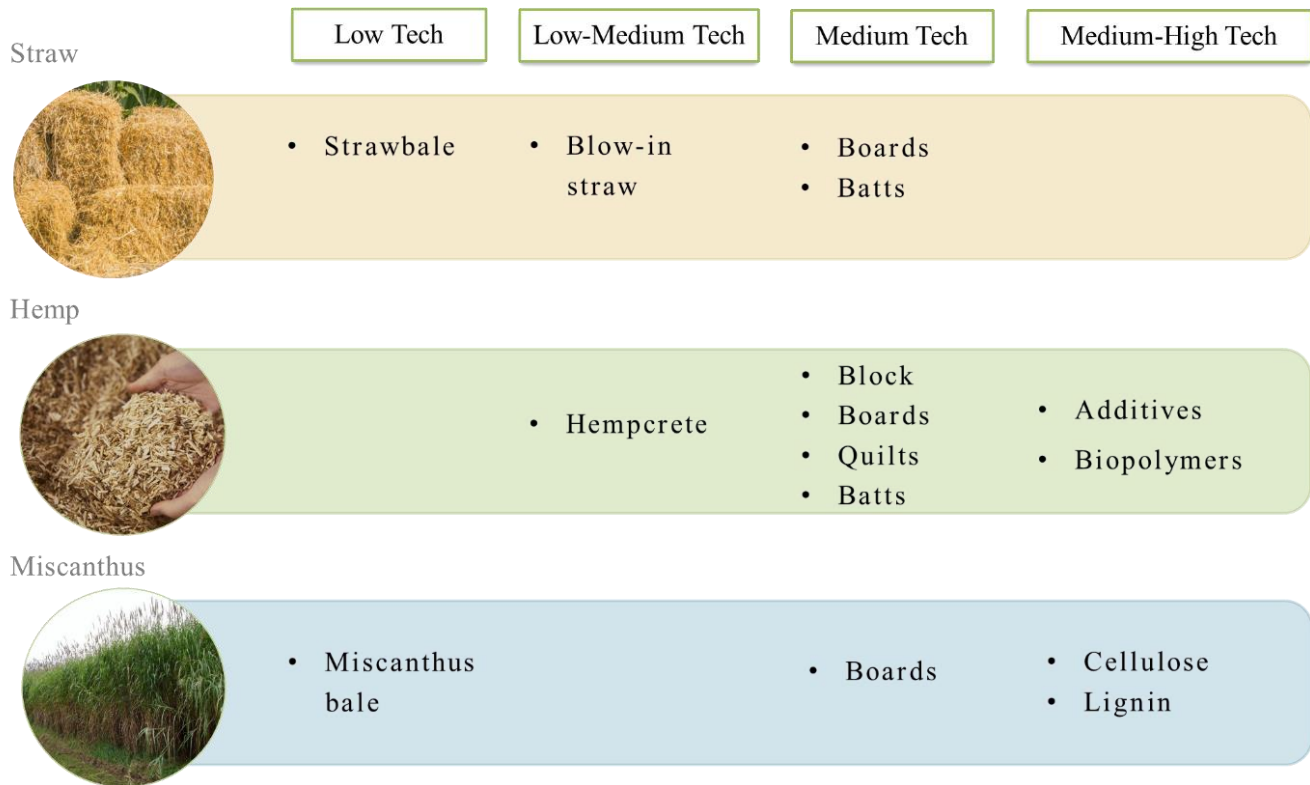 Low Tech
Low-Medium Tech
Medium Tech
Medium-High Tech
Straw
• Strawbale
• Blow-in
straw
• Boards
• Batts
Hemp
• Hempcrete
• Block
• Boards
• Quilts
• Batts
• Additives
• Biopolymers
Miscanthus
• Miscanthus
bale
• Boards
• Cellulose
• Lignin